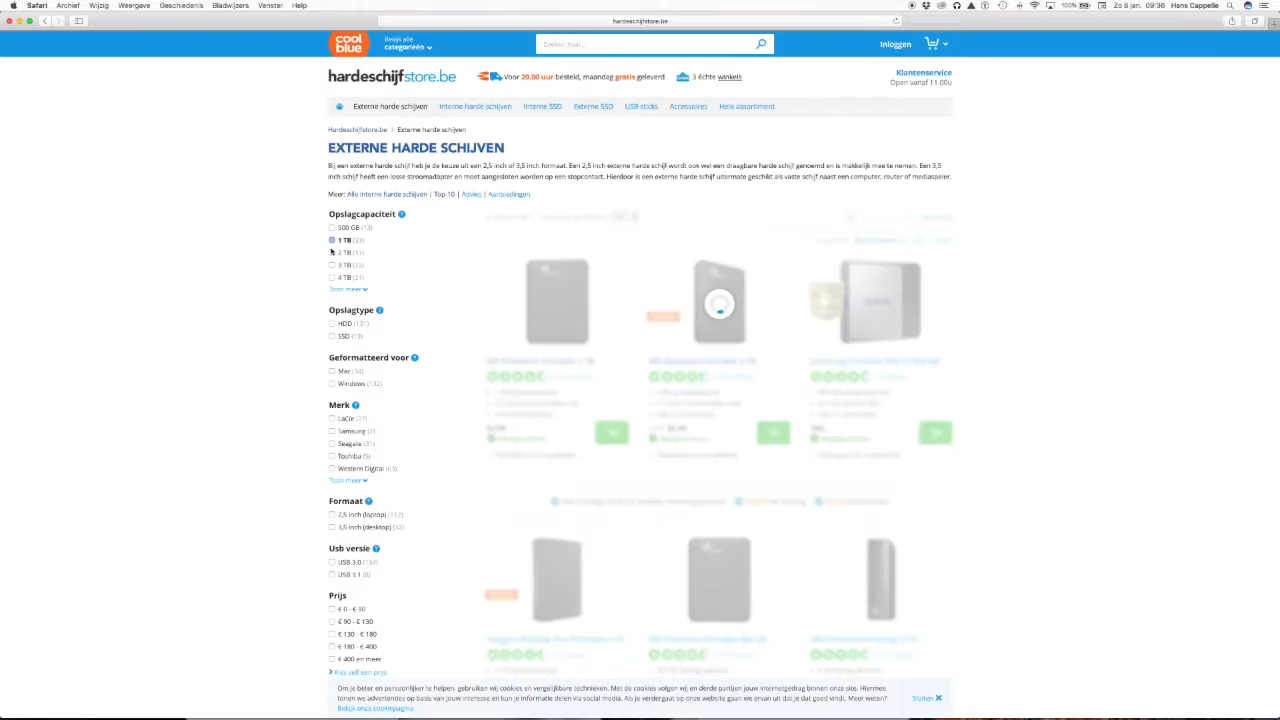 Safari Archief Wijzig Weergave Geschiedenis Bladwijzers Venster Help
100% Zo 8 jan. 09:36 Hans Cappelle
hardeschijfstore.be
cool
blue
Bekijk alle
categorieën
Zoeken naar...
Inloggen
hardeschijfstore.be
Voor 20.00 uur besteld, maandag gratis geleverd
3 échte winkels
Klantenservice
Open vanaf 11.00u
Externe harde schijven Interne harde schijven Interne SSD Externe SSD USB sticks Accessoires Hele assortiment
Hardeschijfstore.be > Externe harde schijven
EXTERNE HARDE SCHIJVEN
Bij een externe harde schijf heb je de keuze uit een 2,5 inch of 3,5 inch formaat. Een 2,5 inch externe harde schijf wordt ook wel een draagbare harde schijf genoemd en is makkelijk mee te nemen. Een 3,5
inch schijf heeft een losse stroomadapter en moet aangesloten worden op een stopcontact. Hierdoor is een externe harde schijf uitermate geschikt als vaste schijf naast een computer, router of mediaspeler.
Meer: Alle interne harde schijven | Top 10 | Advies | Aanbiedingen
Opslagcapaciteit ?
500 GB (13)
1 TB (33)
2 TB (31)
3 TB (22)
4 TB (21)
Toon meer
Opslagtype ?
HDD (131)
SSD (13)
Geformatteerd voor ?
Mac (14)
Windows (132)
Merk ?
LaCie (27)
Samsung (7)
Seagate (31)
Toshiba (5)
Western Digital (63)
Toon meer
Formaat ?
2,5 inch (laptop) (112)
3,5 inch (desktop) (32)
Usb versie ?
USB 3.0 (134)
USB 3.1 (8)
Prijs
€ 0 - € 90
€ 90 - € 130
€ 130 - € 180
€ 180 - € 400
€ 400 en meer
Kies zelf een prijs
Om je beter en persoonlijker te helpen, gebruiken wij cookies en vergelijkbare technieken. Met de cookies volgen wij en derde partijen jouw internetgedrag binnen onze site. Hiermee
tonen we advertenties op basis van jouw interesse en kun je informatie delen via social media. Als je verdergaat op onze website gaan we ervan uit dat je dat goed vindt. Meer weten?
Bekijk onze cookiepagina
Sluiten